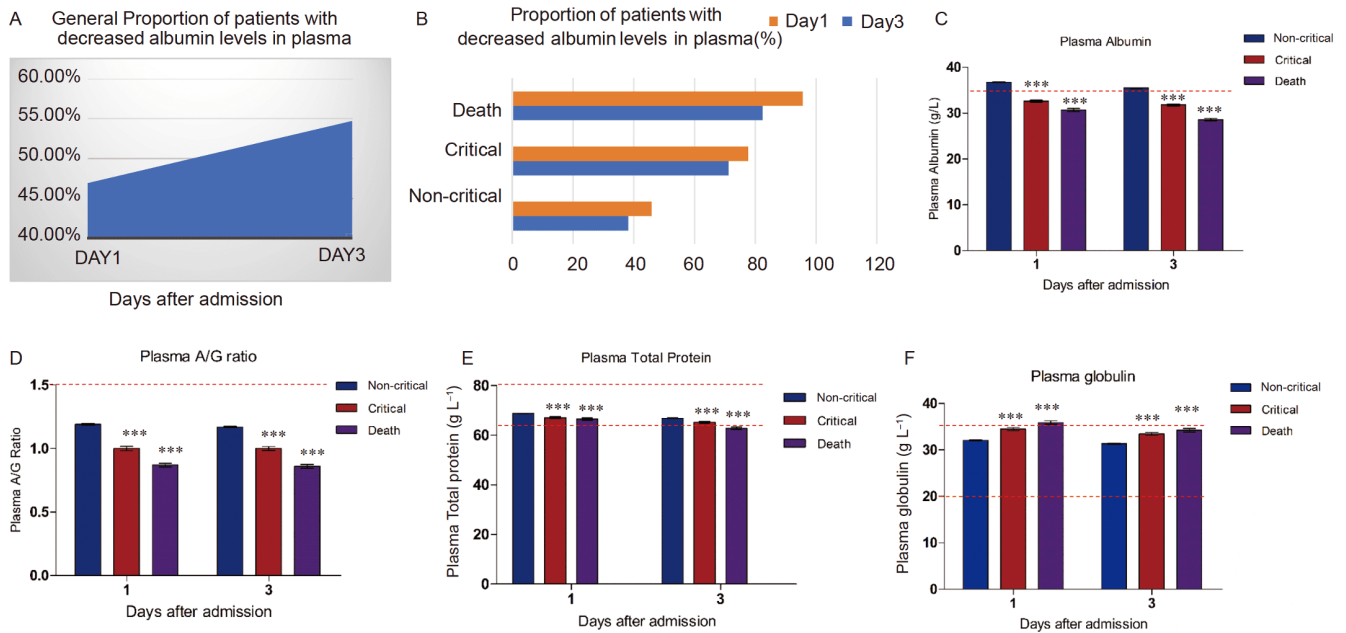 A
General Proportion of patients with
decreased albumin levels in plasma
60.00%
55.00%
50.00%
45.00%
40.00%
DAY1
DAY3
Days after admission
B
Proportion of patients with
decreased albumin levels in plasma(%)
Day1
Day3
Death
Critical
Non-critical
0
20
40
60
80
100
120
C
Plasma Albumin
Non-critical
Critical
Death
Plasma Albumin (g/L)
40
30
20
10
0
***
***
***
***
1
3
Days after admission
D
Plasma A/G ratio
Non-critical
Critical
Death
Plasma A/G Ratio
1.5
1.0
0.5
0.0
***
***
***
***
1
3
Days after admission
E
Plasma Total Protein
Non-critical
Critical
Death
Plasma Total protein (g L⁻¹)
80
60
40
20
0
***
***
***
***
1
3
Days after admission
F
Plasma globulin
Non-critical
Critical
Death
Plasma globulin (g L⁻¹)
40
30
20
10
0
***
***
***
***
1
3
Days after admission